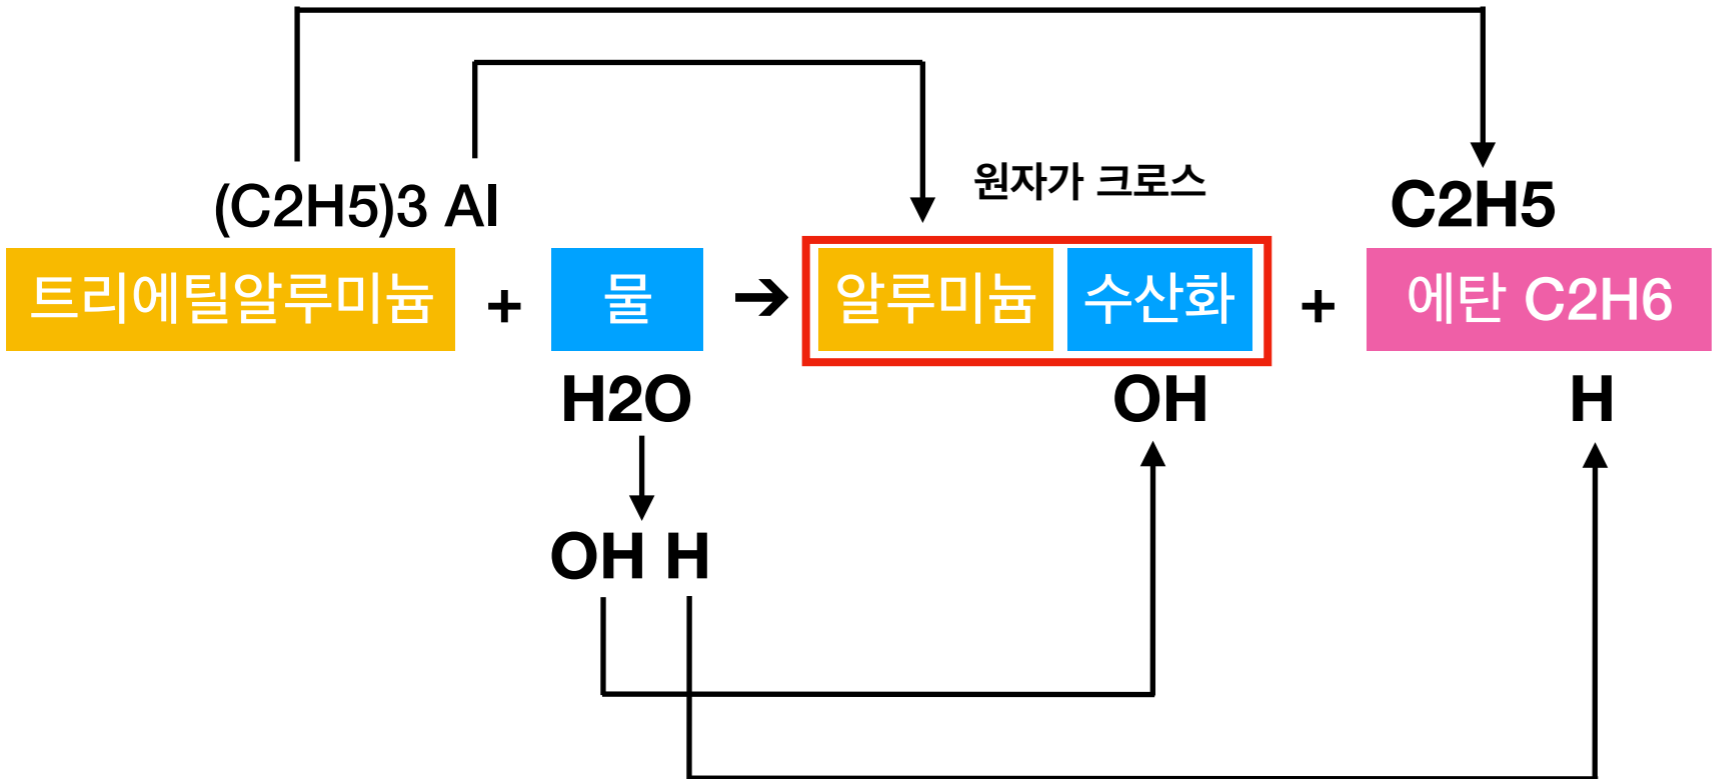 원자가 크로스
(C2H5)3 Al
C2H5
트리에틸알루미늄 + 물 ➔ 알루미늄 수산화 + 에탄 C2H6
H2O
OH
H
OH H